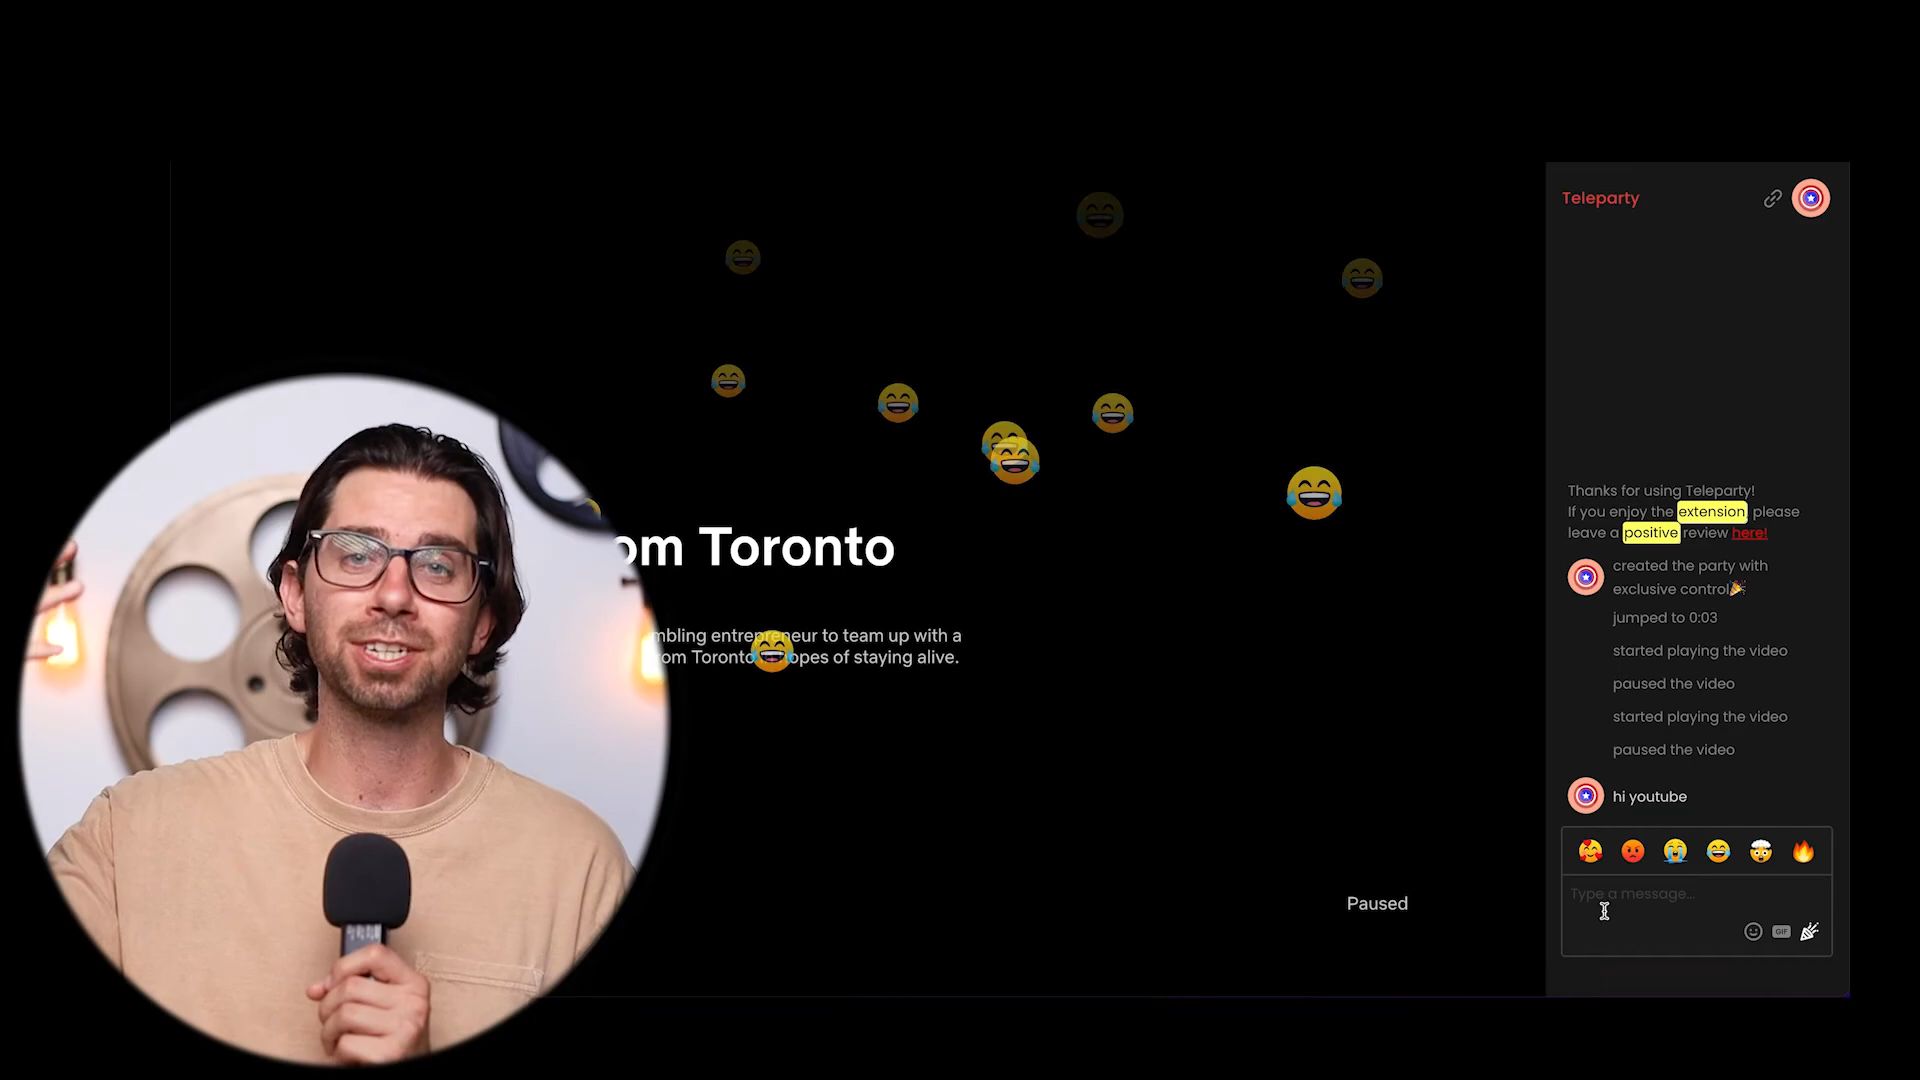 om Toronto
mbling entrepreneur to team up with a
om Toronto opes of staying alive.
Paused
Teleparty
Thanks for using Teleparty!
If you enjoy the extension, please
leave a positive review here!
created the party with
exclusive control🎉
jumped to 0:03
started playing the video
paused the video
started playing the video
paused the video
hi youtube
Type a message...
GIF